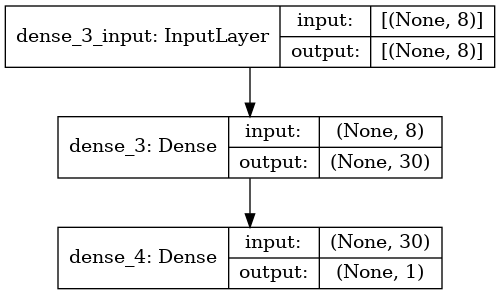 dense_3_input: InputLayer
input: [(None, 8)]
output: [(None, 8)]
dense_3: Dense
input: (None, 8)
output: (None, 30)
dense_4: Dense
input: (None, 30)
output: (None, 1)